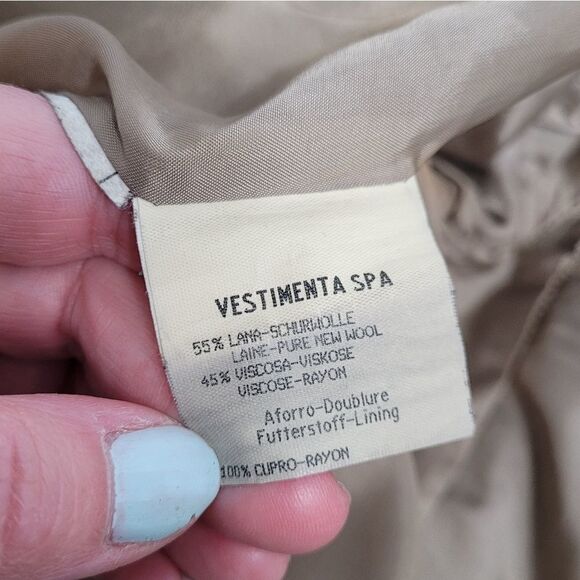 VESTIMENTA SPA
55% LANA-SCHURWOLLE
LAINE-PURE NEW WOOL
45% VISCOSA-VISKOSE
VISCOSE-RAYON
Aforro-Doublure
Futterstoff-Lining
100% CUPRO-RAYON